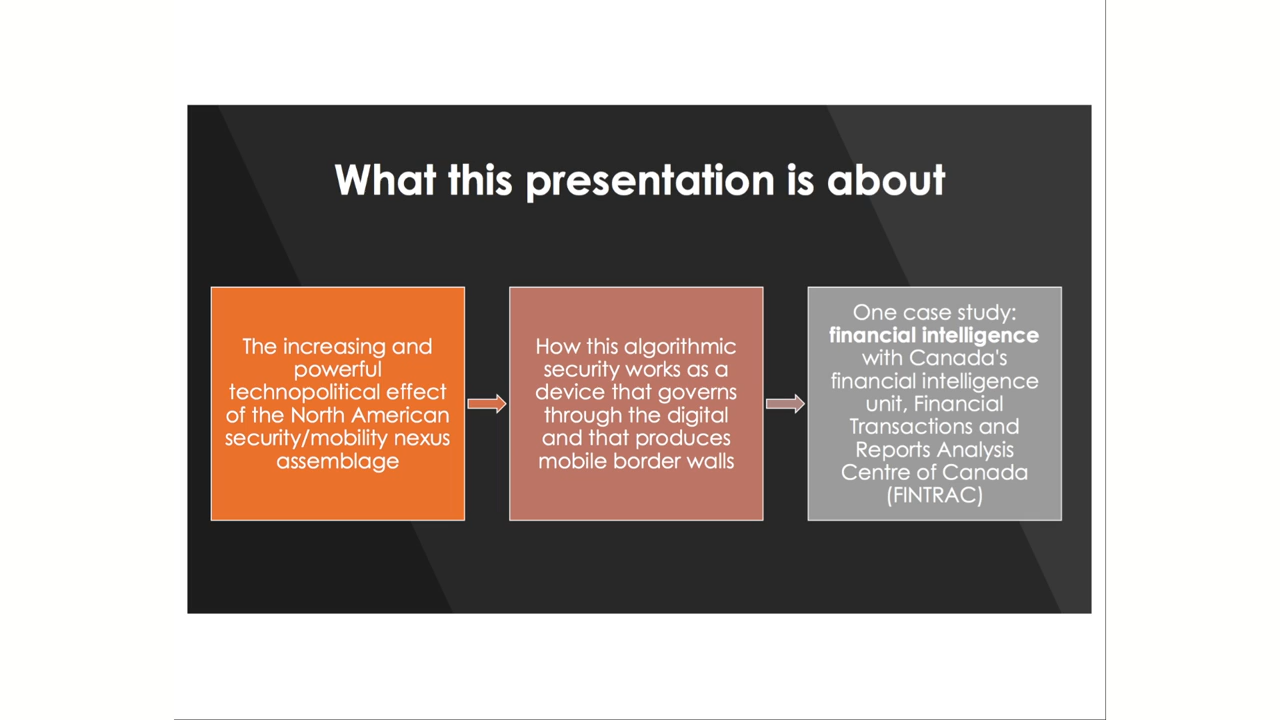 What this presentation is about
The increasing and
powerful
technopolitical effect
of the North American
security/mobility nexus
assemblage
How this algorithmic
security works as a
device that governs
through the digital
and that produces
mobile border walls
One case study:
financial intelligence
with Canada's
financial intelligence
unit, Financial
Transactions and
Reports Analysis
Centre of Canada
(FINTRAC)